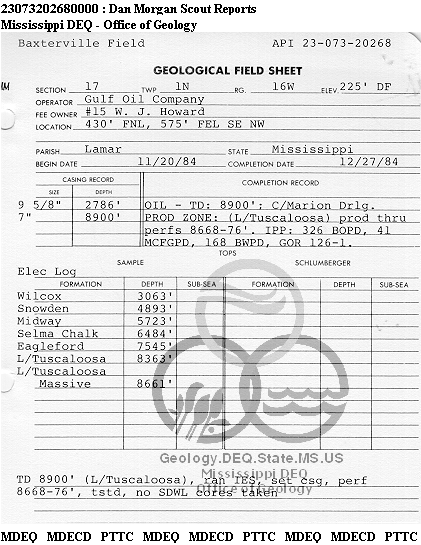 23073202680000 : Dan Morgan Scout Reports
Mississippi DEQ - Office of Geology
Baxterville Field API 23-073-20268
GEOLOGICAL FIELD SHEET
SECTION 17 TWP 1N RG. 16W ELEV 225' DF
OPERATOR Gulf Oil Company
FEE OWNER #15 W. J. Howard
LOCATION 430' FNL, 575' FEL SE NW
PARISH Lamar STATE Mississippi
BEGIN DATE 11/20/84 COMPLETION DATE 12/27/84
CASING RECORD COMPLETION RECORD
SIZE DEPTH
9 5/8" 2786' OIL - TD: 8900'; C/Marion Drlg.
7" 8900' PROD ZONE: (L/Tuscaloosa) prod thru
perfs 8668-76'. IPP: 326 BOPD, 41
MCFGPD, 168 BWPD, GOR 126-1.
TOPS
SAMPLE SCHLUMBERGER
Elec Log
FORMATION DEPTH SUB-SEA FORMATION DEPTH SUB-SEA
Wilcox 3063'
Snowden 4893'
Midway 5723'
Selma Chalk 6484'
Eagleford 7545'
L/Tuscaloosa 8363'
L/Tuscaloosa
Massive 8661'
Geology.DEQ.State.MS.US
Mississippi DEQ
Office of Geology
TD 8900' (L/Tuscaloosa), ran IES, set csg, perf
8668-76', tstd, no SDWL cores taken
MDEQ MDECD PTTC MDEQ MDECD PTTC MDEQ MDECD PTTC